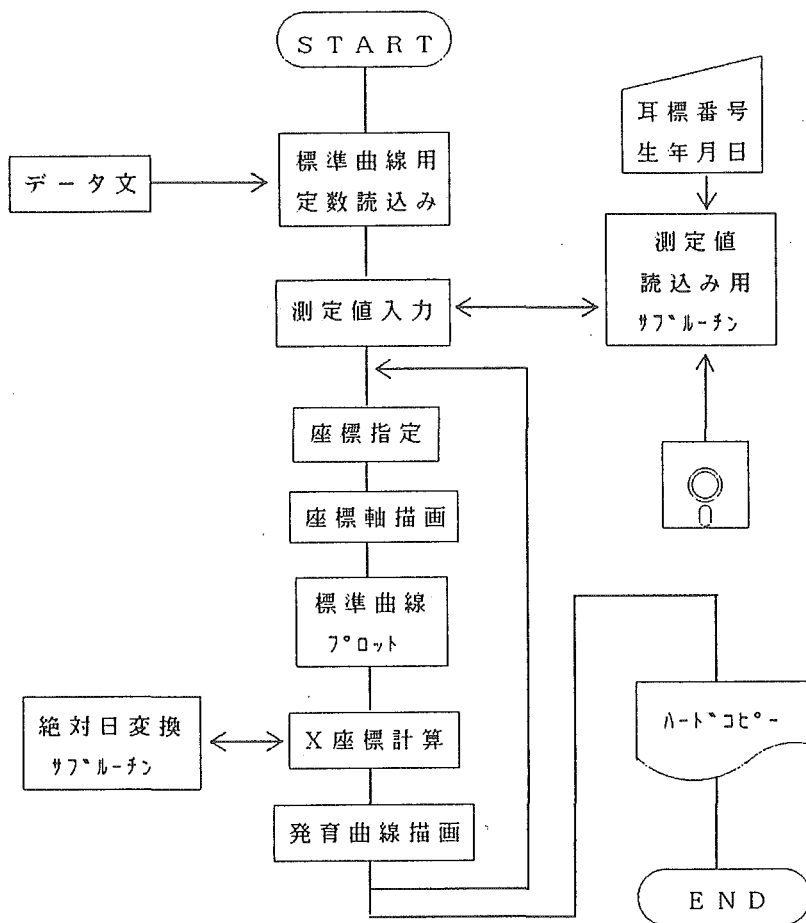 START
耳標番号
生年月日
標準曲線用
定数読込み
データ文
測定値
読込み用
ｻﾌﾞﾙｰﾁﾝ
測定値入力
座標指定
座標軸描画
標準曲線
ﾌﾟﾛｯﾄ
絶対日変換
ｻﾌﾞﾙｰﾁﾝ
X座標計算
ﾊｰﾄﾞｺﾋﾟｰ
発育曲線描画
END